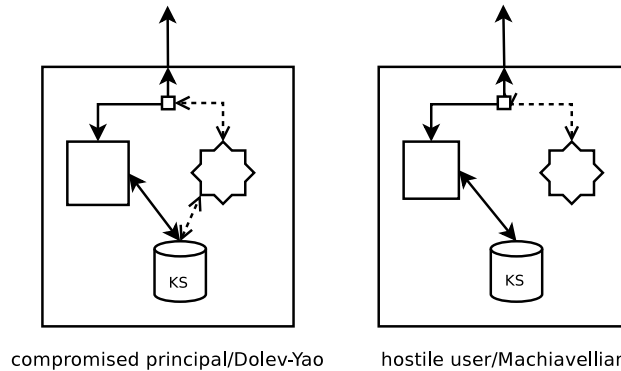 KS
KS
compromised principal/Dolev-Yao
hostile user/Machiavellian